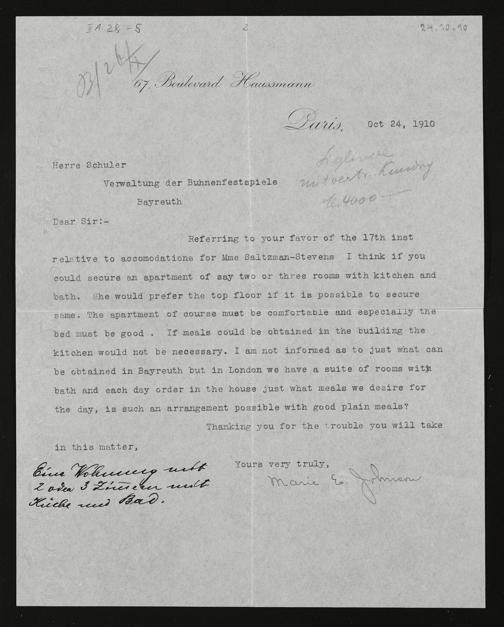 II A. 28 - 5
2
24.10.10
67, Boulevard Haussmann
Paris, Oct 24, 1910
Herre Schuler
Verwaltung der Buhnenfestspiele
Bayreuth
Dear Sir:-
Referring to your favor of the 17th inst
relative to accomodations for Mme Saltzman-Stevens I think if you
could secure an apartment of say two or three rooms with kitchen and
bath. She would prefer the top floor if it is possible to secure
same. The apartment of course must be comfortable and especially the
bed must be good . If meals could be obtained in the building the
kitchen would not be necessary. I am not informed as to just what can
be obtained in Bayreuth but in London we have a suite of rooms with
bath and each day order in the house just what meals we desire for
the day, is such an arrangement possible with good plain meals?
Thanking you for the trouble you will take
in this matter,
Yours very truly,
Marie E. Johnson
Eine Wohnung mit
2 oder 3 Zimmern mit
Küche und Bad.